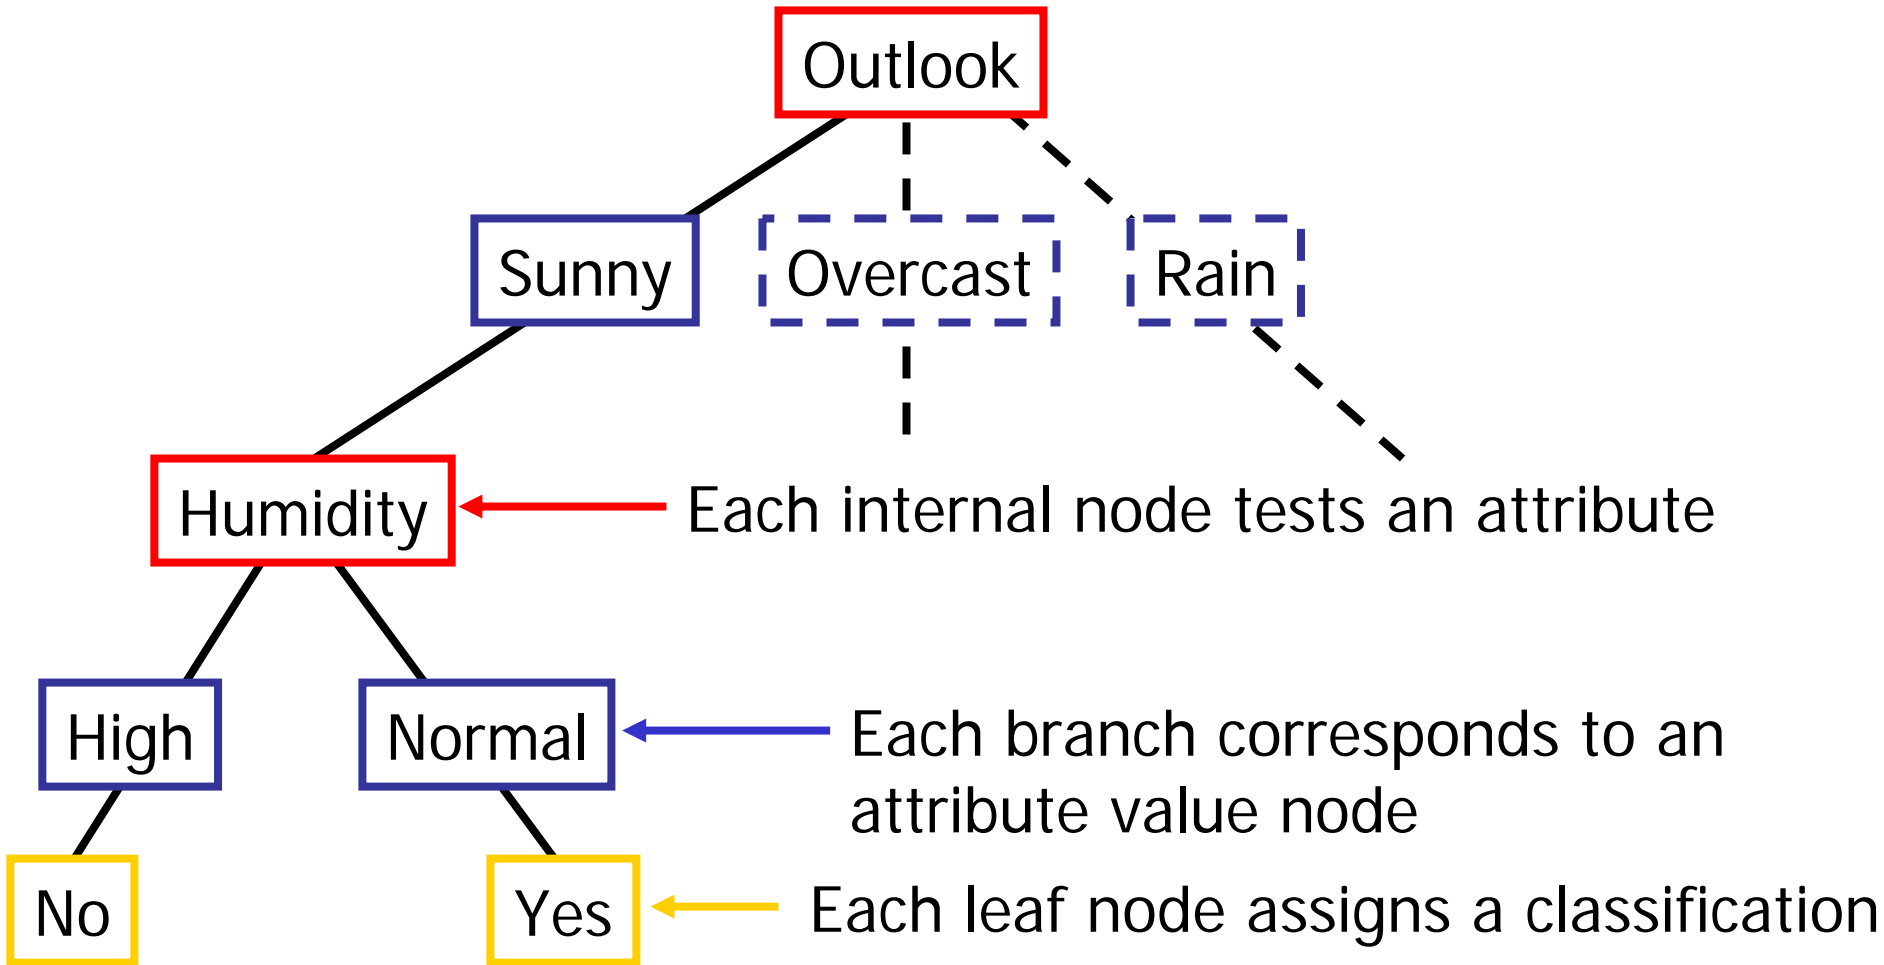 Outlook
Sunny
Overcast
Rain
Humidity
Each internal node tests an attribute
High
Normal
Each branch corresponds to an
attribute value node
No
Yes
Each leaf node assigns a classification